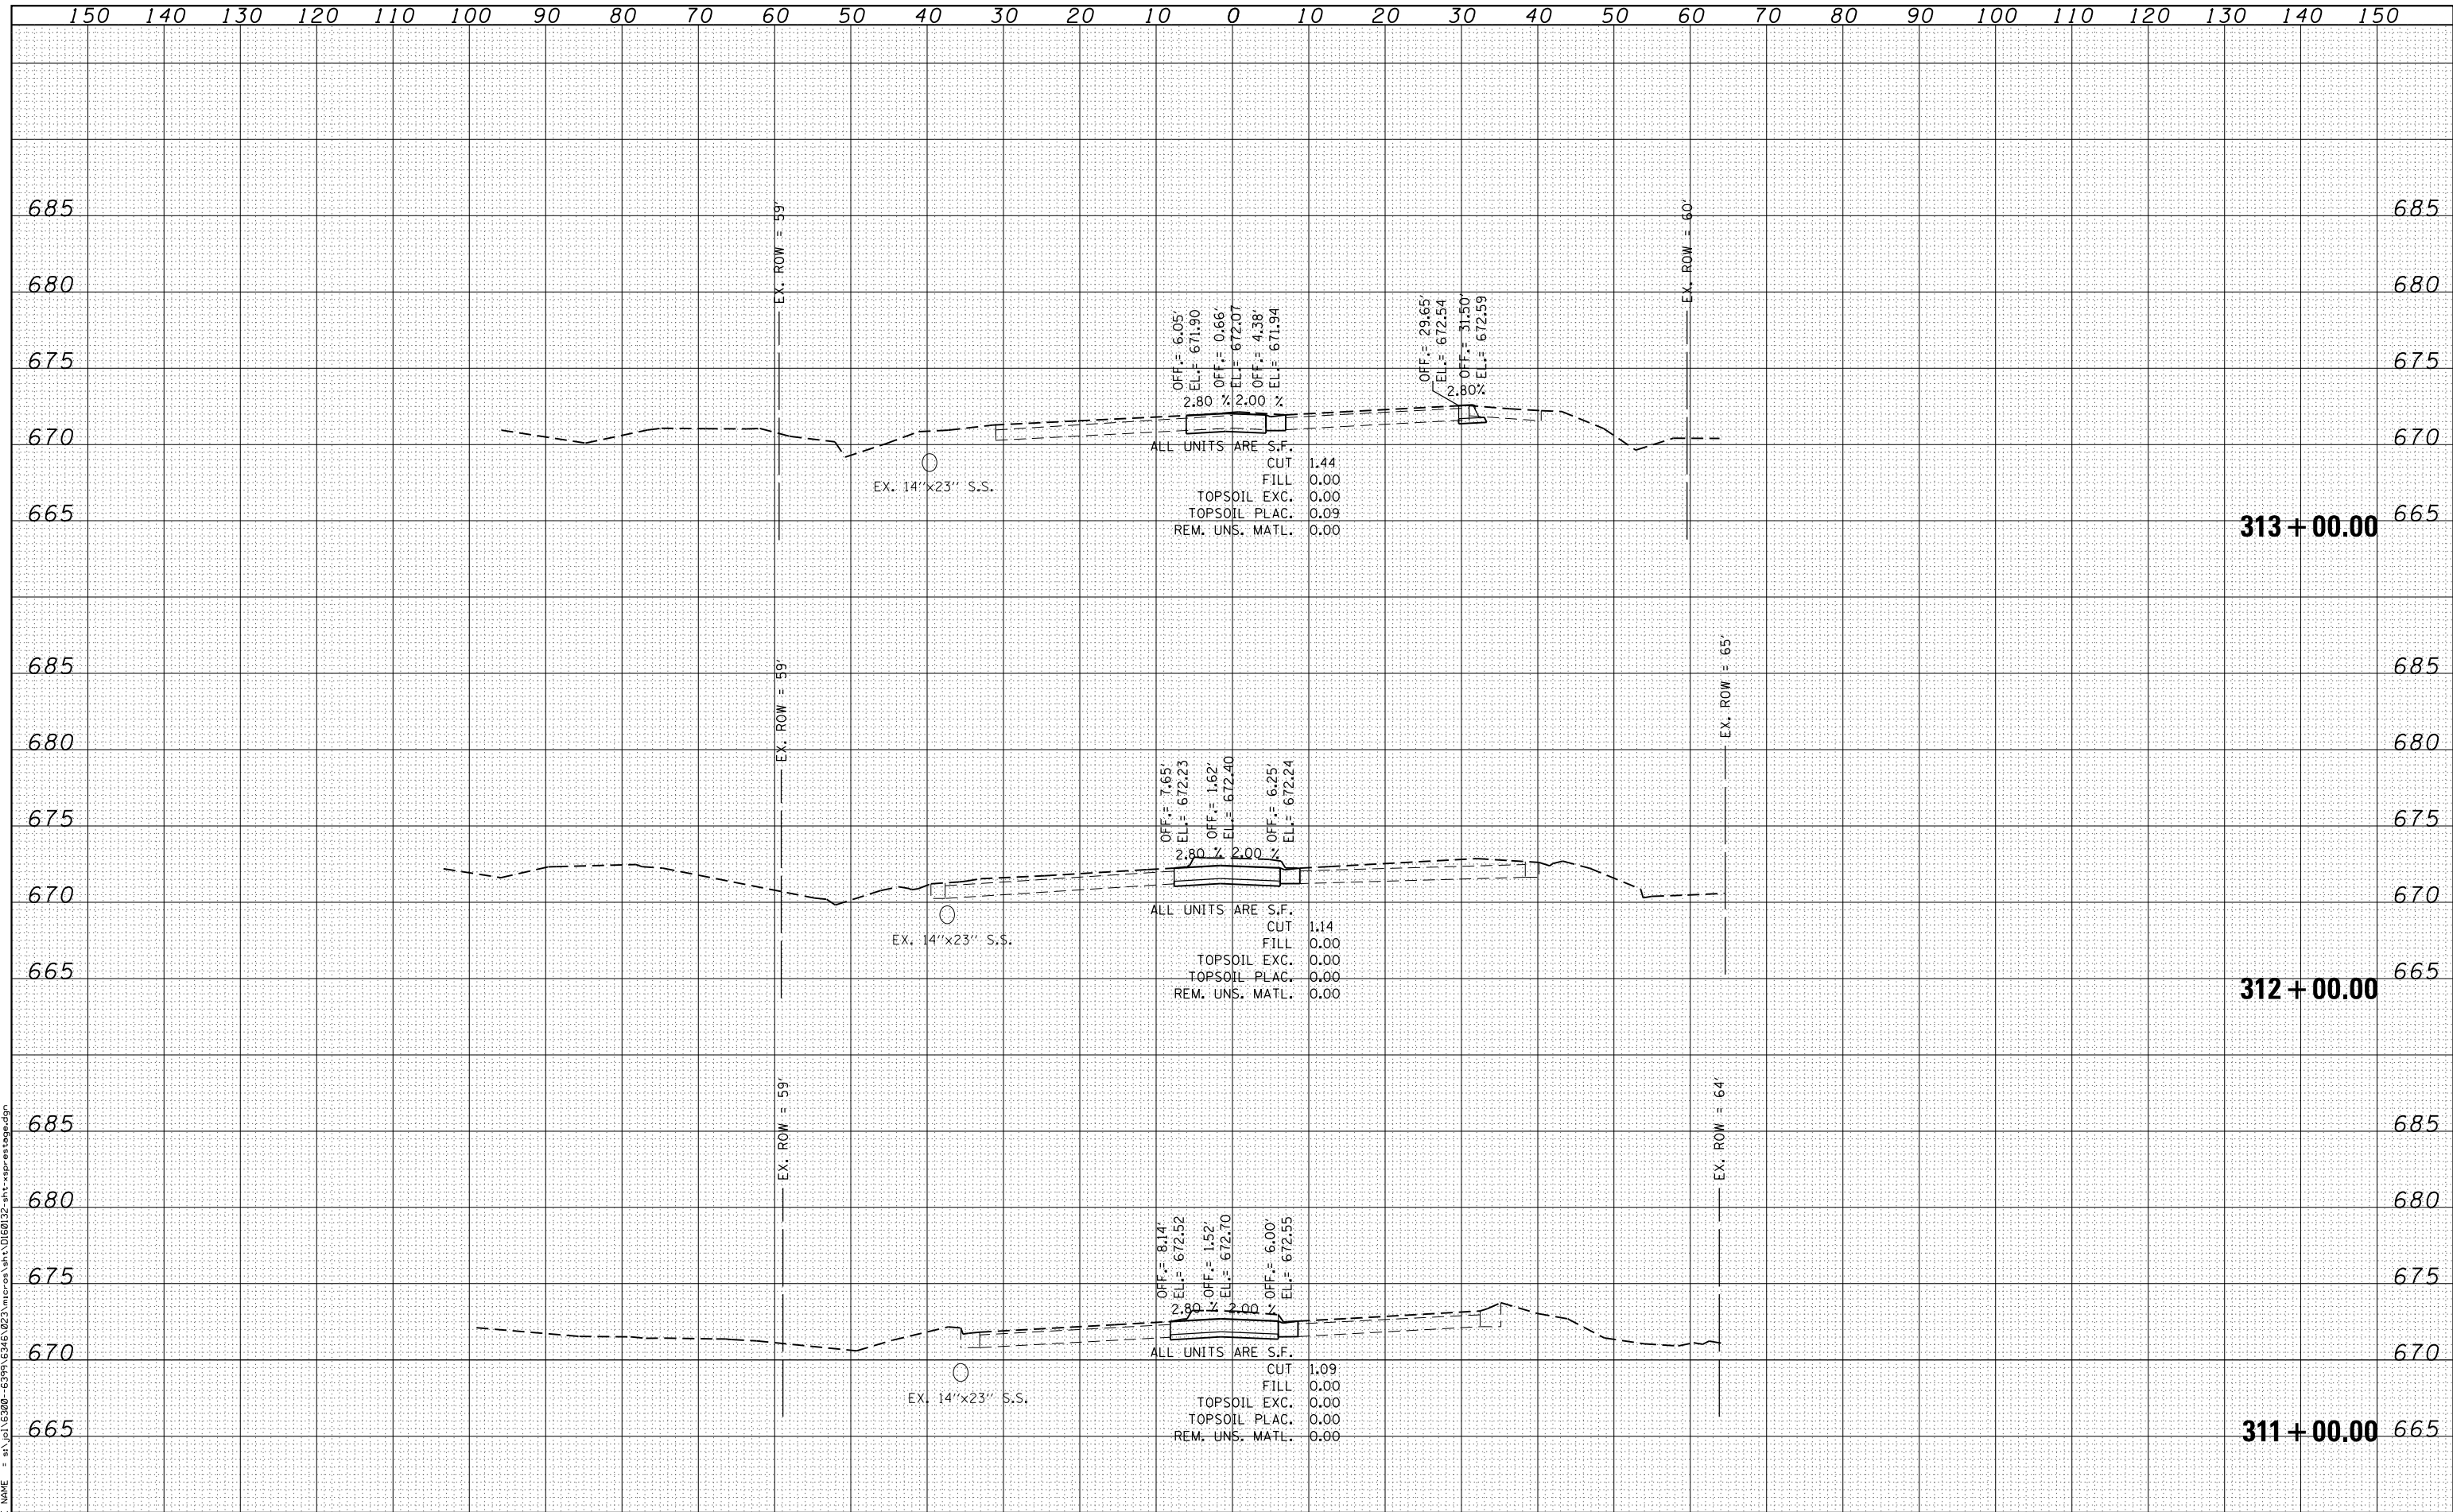 150 140 130 120 110 100 90 80 70 60 50 40 30 20 10 0 10 20 30 40 50 60 70 80 90 100 110 120 130 140 150
685 685
EX. ROW = 59'
EX. ROW = 60'
680 680
OFF.= 6.05'
EL.= 671.90
OFF.= 0.66'
EL.= 672.07
OFF.= 4.38'
EL.= 671.94
OFF.= 29.65'
EL.= 672.54
OFF.= 31.50'
EL.= 672.59
675 675
2.80 % 2.00 %
2.80%
670 670
ALL UNITS ARE S.F.
CUT 1.44
FILL 0.00
TOPSOIL EXC. 0.00
TOPSOIL PLAC. 0.09
REM. UNS. MATL. 0.00
EX. 14''x23'' S.S.
665 665
313 + 00.00
685 685
EX. ROW = 59'
EX. ROW = 65'
680 680
OFF.= 7.65'
EL.= 672.23
OFF.= 1.62'
EL.= 672.40
OFF.= 6.25'
EL.= 672.24
675 675
2.80 % 2.00 %
670 670
ALL UNITS ARE S.F.
CUT 1.14
FILL 0.00
TOPSOIL EXC. 0.00
TOPSOIL PLAC. 0.00
REM. UNS. MATL. 0.00
EX. 14''x23'' S.S.
665 665
312 + 00.00
685 685
EX. ROW = 59'
EX. ROW = 64'
680 680
OFF.= 8.14'
EL.= 672.52
OFF.= 1.52'
EL.= 672.70
OFF.= 6.00'
EL.= 672.55
675 675
2.80 % 2.00 %
670 670
ALL UNITS ARE S.F.
CUT 1.09
FILL 0.00
TOPSOIL EXC. 0.00
TOPSOIL PLAC. 0.00
REM. UNS. MATL. 0.00
EX. 14''x23'' S.S.
665 665
311 + 00.00
NAME = s:\jol\6300--6399\6346\023\micros\sht\D160132-sht-xsprestage.dgn